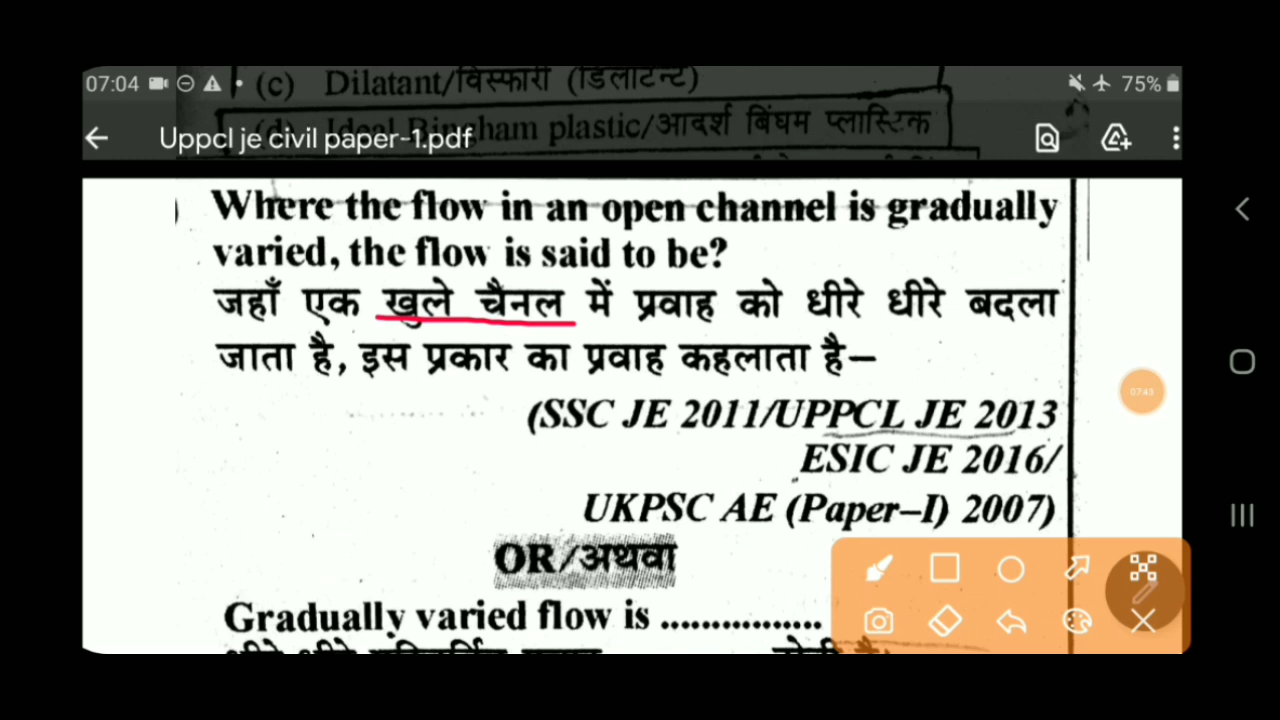 07:04 75%
(c) Dilatant/विस्फारी (डिलाटेन्ट)
(d) Ideal Bingham plastic/आदर्श बिंघम प्लास्टिक
Uppcl je civil paper-1.pdf
Where the flow in an open channel is gradually
varied, the flow is said to be?
जहाँ एक खुले चैनल में प्रवाह को धीरे धीरे बदला
जाता है, इस प्रकार का प्रवाह कहलाता है–
07:43
(SSC JE 2011/UPPCL JE 2013
ESIC JE 2016/
UKPSC AE (Paper–I) 2007)
OR/अथवा
Gradually varied flow is ................